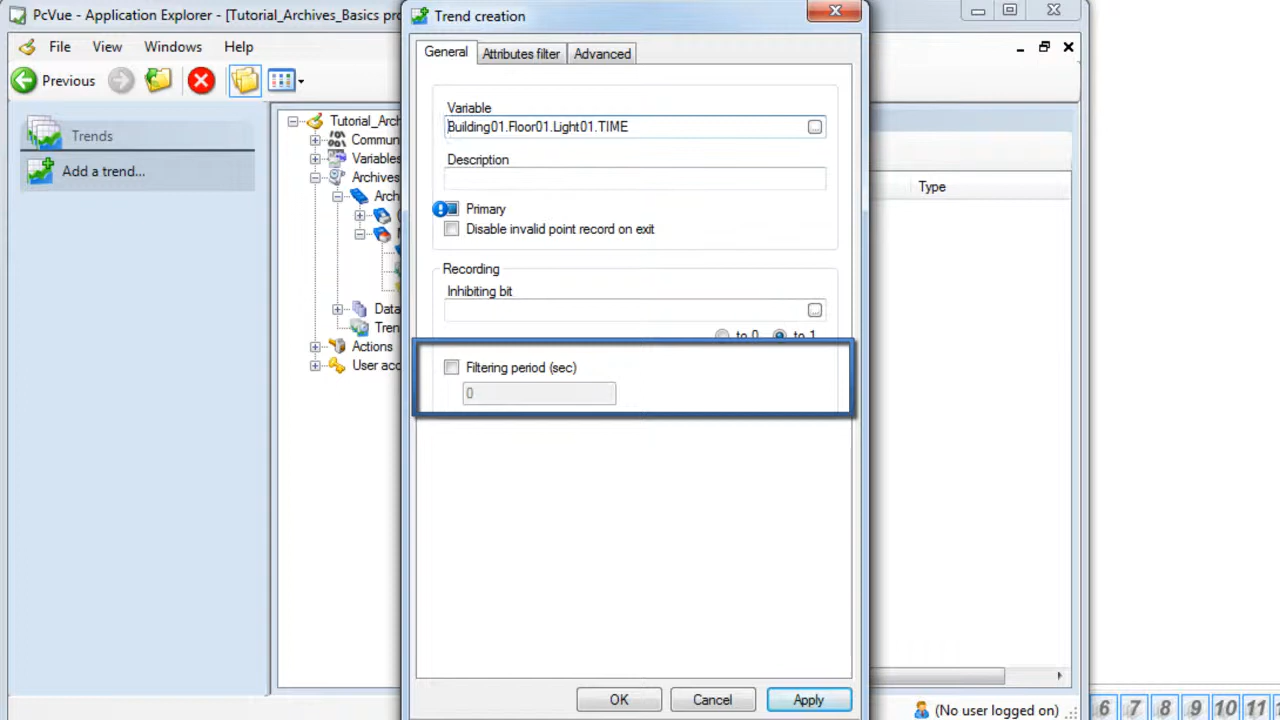 PcVue - Application Explorer - [Tutorial_Archives_Basics pro
Trend creation
File View Windows Help
Previous
Trends
Add a trend...
Tutorial_Arch
Commun
Variables
Archives
Arch
Data
Tren
Actions
User acc
General Attributes filter Advanced
Variable
Building01.Floor01.Light01.TIME
Description
Primary
Disable invalid point record on exit
Recording
Inhibiting bit
to 0 to 1
Filtering period (sec)
0
OK Cancel Apply
Type
(No user logged on)
6 7 8 9 10 11